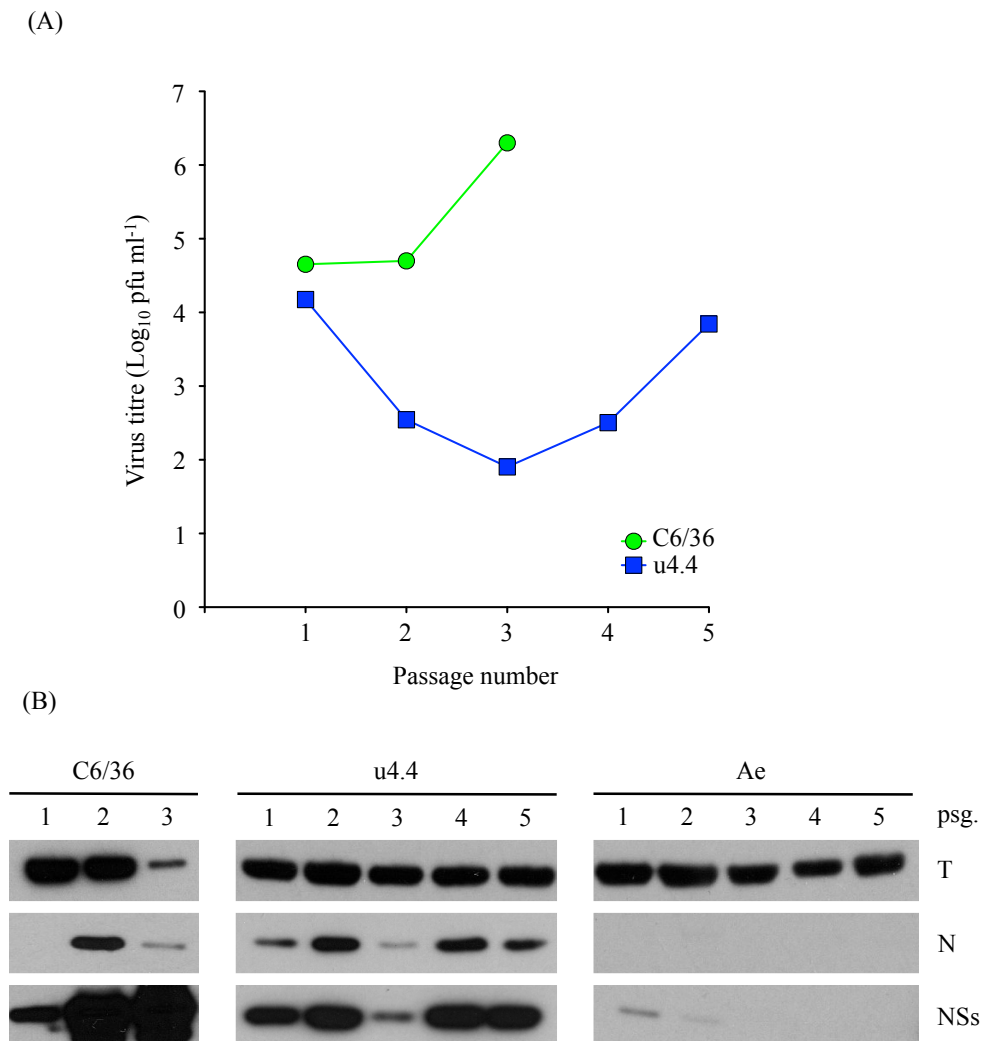 (A)
7
6
5
4
3
2
1
0
Virus titre (Log₁₀ pfu ml⁻¹)
C6/36
u4.4
1 2 3 4 5
Passage number
(B)
C6/36 u4.4 Ae
1 2 3 1 2 3 4 5 1 2 3 4 5 psg.
T
N
NSs